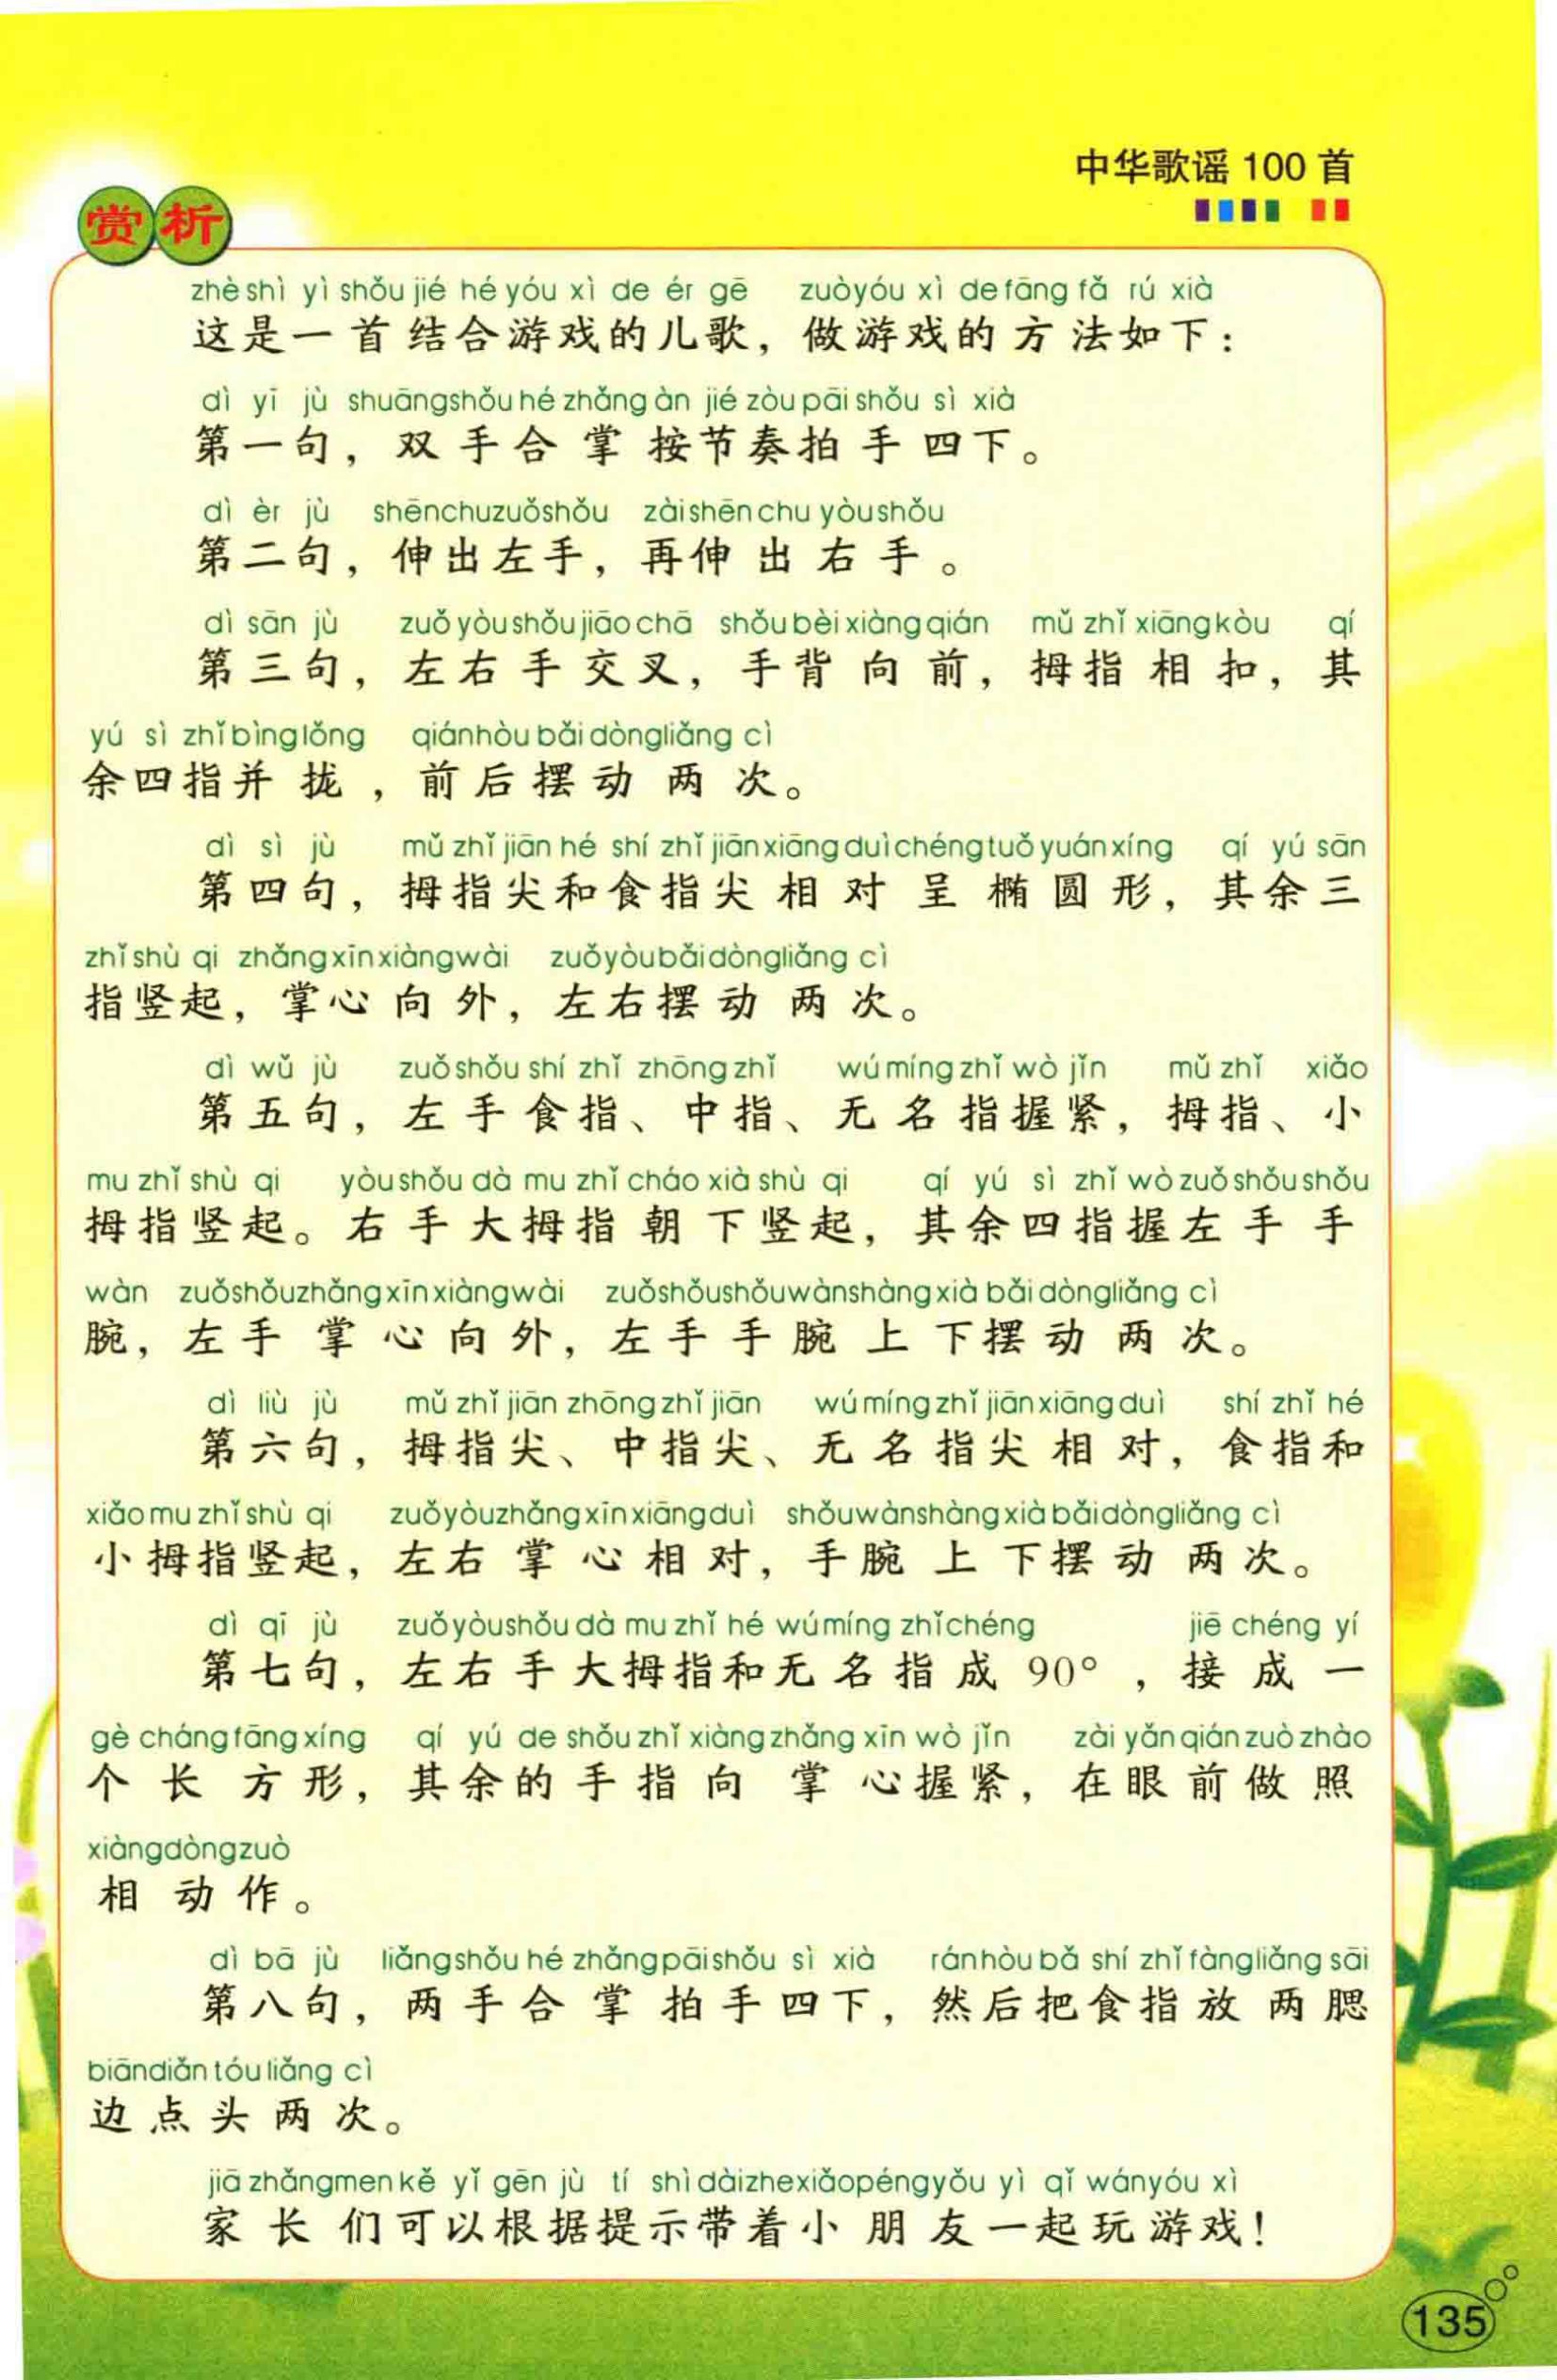 中华歌谣 100 首
赏析
zhè shì yì shǒu jié hé yóu xì de ér gē zuò yóu xì de fāng fǎ rú xià
这是一首结合游戏的儿歌，做游戏的方法如下：
dì yī jù shuāng shǒu hé zhǎng àn jié zòu pāi shǒu sì xià
第一句，双手合掌按节奏拍手四下。
dì èr jù shēn chu zuǒ shǒu zài shēn chu yòu shǒu
第二句，伸出左手，再伸出右手。
dì sān jù zuǒ yòu shǒu jiāo chā shǒu bèi xiàng qián mǔ zhǐ xiāng kòu qí
第三句，左右手交叉，手背向前，拇指相扣，其
yú sì zhǐ bìng lǒng qián hòu bǎi dòng liǎng cì
余四指并拢，前后摆动两次。
dì sì jù mǔ zhǐ jiān hé shí zhǐ jiān xiāng duì chéng tuǒ yuán xíng qí yú sān
第四句，拇指尖和食指尖相对呈椭圆形，其余三
zhǐ shù qi zhǎng xīn xiàng wài zuǒ yòu bǎi dòng liǎng cì
指竖起，掌心向外，左右摆动两次。
dì wǔ jù zuǒ shǒu shí zhǐ zhōng zhǐ wú míng zhǐ wò jǐn mǔ zhǐ xiǎo
第五句，左手食指、中指、无名指握紧，拇指、小
mu zhǐ shù qi yòu shǒu dà mu zhǐ cháo xià shù qi qí yú sì zhǐ wò zuǒ shǒu shǒu
拇指竖起。右手大拇指朝下竖起，其余四指握左手手
wàn zuǒ shǒu zhǎng xīn xiàng wài zuǒ shǒu shǒu wàn shàng xià bǎi dòng liǎng cì
腕，左手掌心向外，左手手腕上下摆动两次。
dì liù jù mǔ zhǐ jiān zhōng zhǐ jiān wú míng zhǐ jiān xiāng duì shí zhǐ hé
第六句，拇指尖、中指尖、无名指尖相对，食指和
xiǎo mu zhǐ shù qi zuǒ yòu zhǎng xīn xiāng duì shǒu wàn shàng xià bǎi dòng liǎng cì
小拇指竖起，左右掌心相对，手腕上下摆动两次。
dì qī jù zuǒ yòu shǒu dà mu zhǐ hé wú míng zhǐ chéng jiē chéng yí
第七句，左右手大拇指和无名指成 90°，接成一
gè cháng fāng xíng qí yú de shǒu zhǐ xiàng zhǎng xīn wò jǐn zài yǎn qián zuò zhào
个长方形，其余的手指向掌心握紧，在眼前做照
xiàng dòng zuò
相动作。
dì bā jù liǎng shǒu hé zhǎng pāi shǒu sì xià rán hòu bǎ shí zhǐ fàng liǎng sāi
第八句，两手合掌拍手四下，然后把食指放两腮
biān diǎn tóu liǎng cì
边点头两次。
jiā zhǎng men kě yǐ gēn jù tí shì dài zhe xiǎo péng yǒu yì qǐ wán yóu xì
家长们可以根据提示带着小朋友一起玩游戏！
135